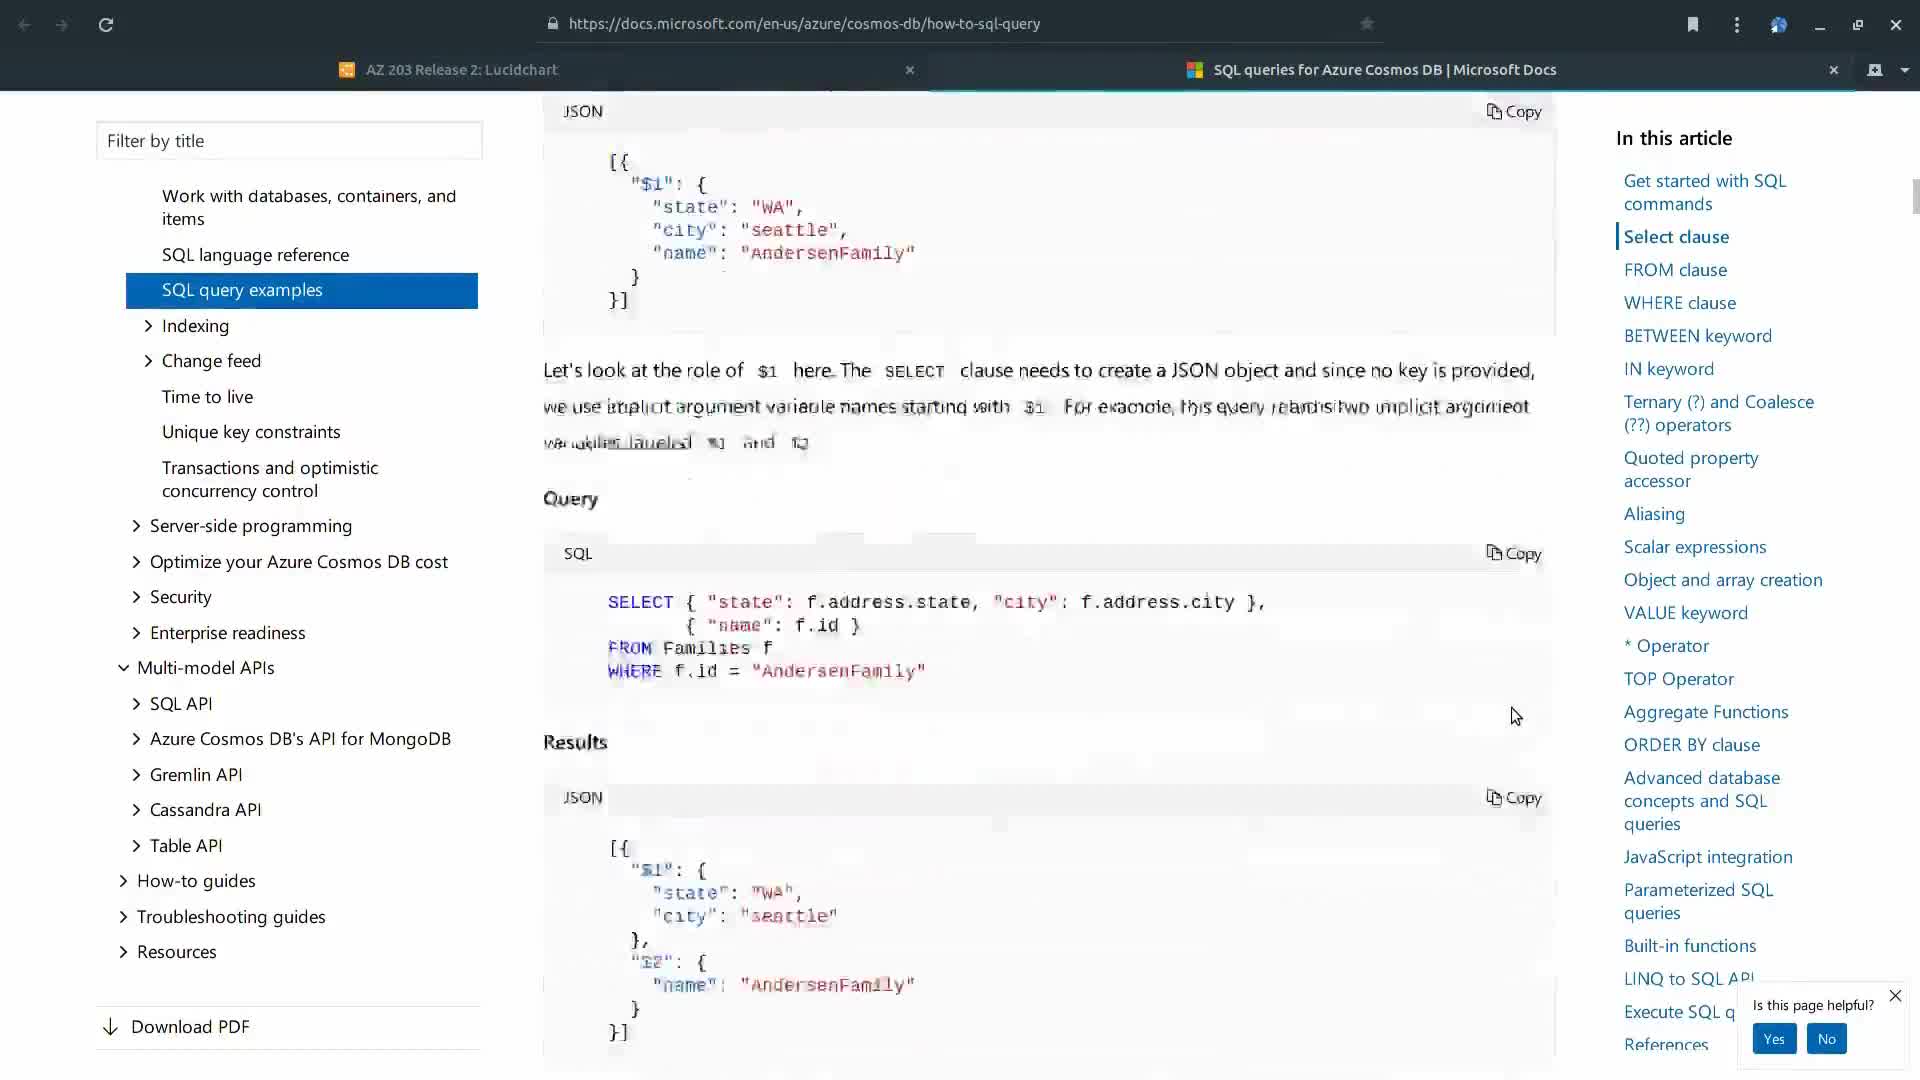 https://docs.microsoft.com/en-us/azure/cosmos-db/how-to-sql-query
AZ 203 Release 2: Lucidchart
SQL queries for Azure Cosmos DB | Microsoft Docs
Filter by title
Work with databases, containers, and
items
SQL language reference
SQL query examples
Indexing
Change feed
Time to live
Unique key constraints
Transactions and optimistic
concurrency control
Server-side programming
Optimize your Azure Cosmos DB cost
Security
Enterprise readiness
Multi-model APIs
SQL API
Azure Cosmos DB's API for MongoDB
Gremlin API
Cassandra API
Table API
How-to guides
Troubleshooting guides
Resources
Download PDF
JSON
Copy
[{
"$1": {
"state": "WA",
"city": "seattle",
"name": "AndersenFamily"
}
}]
Let's look at the role of $1 here. The SELECT clause needs to create a JSON object and since no key is provided,
we use implicit argument variable names starting with $1 For example, this query returns two implicit argument
variables labeled $1 and $2
Query
SQL
Copy
SELECT { "state": f.address.state, "city": f.address.city },
{ "name": f.id }
FROM Families f
WHERE f.id = "AndersenFamily"
Results
JSON
Copy
[{
"$1": {
"state": "WA",
"city": "seattle"
},
"$2": {
"name": "AndersenFamily"
}
}]
In this article
Get started with SQL
commands
Select clause
FROM clause
WHERE clause
BETWEEN keyword
IN keyword
Ternary (?) and Coalesce
(??) operators
Quoted property
accessor
Aliasing
Scalar expressions
Object and array creation
VALUE keyword
* Operator
TOP Operator
Aggregate Functions
ORDER BY clause
Advanced database
concepts and SQL
queries
JavaScript integration
Parameterized SQL
queries
Built-in functions
LINQ to SQL API
Execute SQL q
References
Is this page helpful?
Yes
No